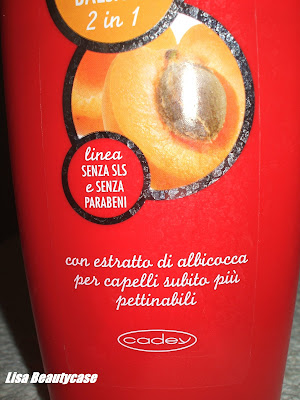 2 in 1
linea
SENZA SLS
e SENZA
PARABENI
con estratto di albicocca
per capelli subito più
pettinabili
cadey
Lisa Beautycase